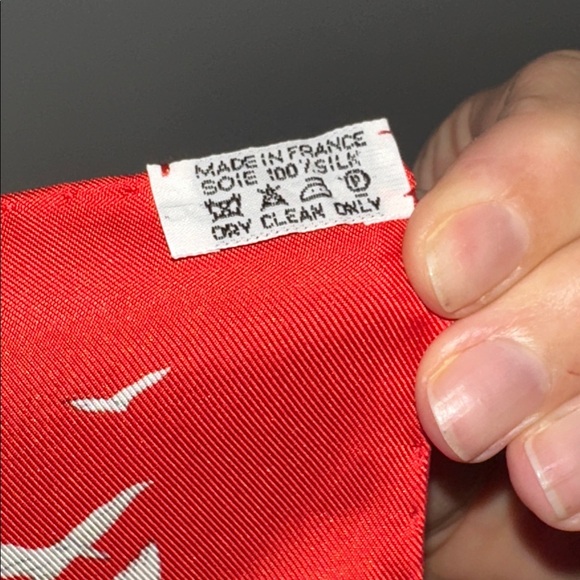 MADE IN FRANCE
SOIE 100% SILK
P
DRY CLEAN ONLY